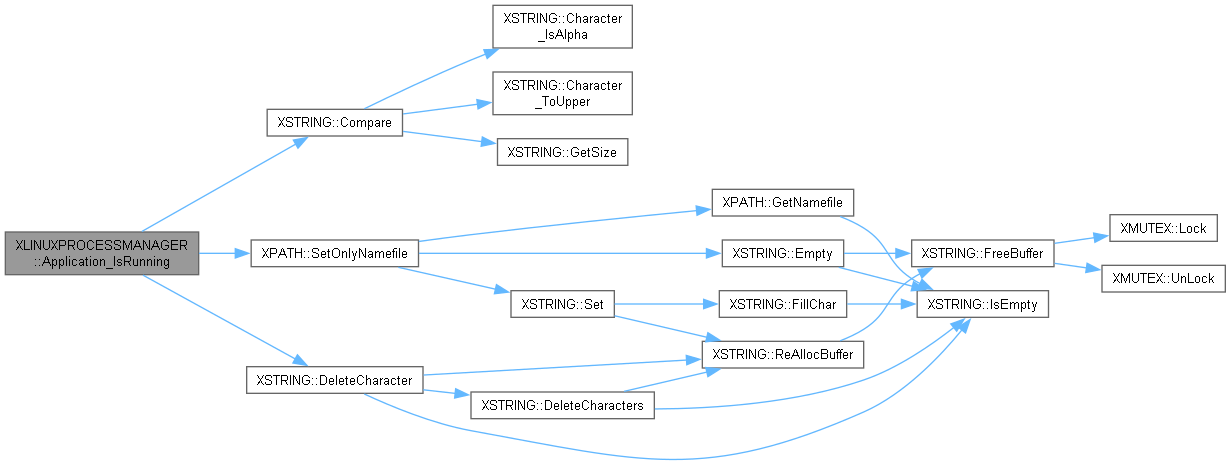 XSTRING::Character
_IsAlpha
XSTRING::Character
_ToUpper
XSTRING::Compare
XSTRING::GetSize
XPATH::GetNamefile
XMUTEX::Lock
XLINUXPROCESSMANAGER
::Application_IsRunning
XPATH::SetOnlyNamefile
XSTRING::Empty
XSTRING::FreeBuffer
XMUTEX::UnLock
XSTRING::Set
XSTRING::FillChar
XSTRING::IsEmpty
XSTRING::ReAllocBuffer
XSTRING::DeleteCharacter
XSTRING::DeleteCharacters